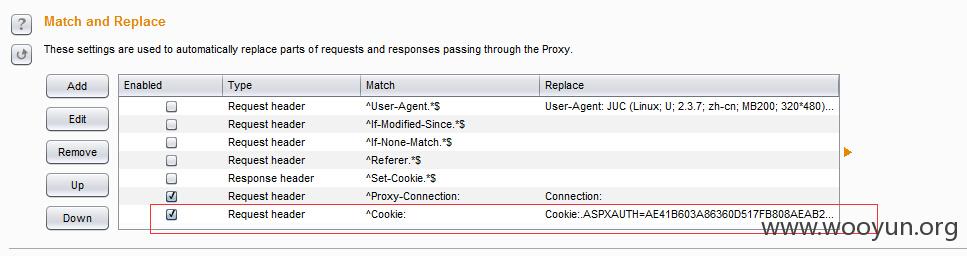 Match and Replace
These settings are used to automatically replace parts of requests and responses passing through the Proxy.
Add
Edit
Remove
Up
Down
Enabled Type Match Replace
Request header ^User-Agent.*$ User-Agent: JUC (Linux; U; 2.3.7; zh-cn; MB200; 320*480)...
Request header ^If-Modified-Since.*$
Request header ^If-None-Match.*$
Request header ^Referer.*$
Response header ^Set-Cookie.*$
Request header ^Proxy-Connection: Connection:
Request header ^Cookie: Cookie:.ASPXAUTH=AE41B603A86360D517FB808AEAB2...
www.wooyun.org